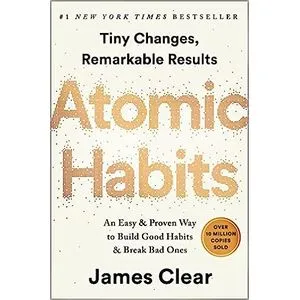 #1 NEW YORK TIMES BESTSELLER
Tiny Changes,
Remarkable Results
Atomic
Habits
An Easy & Proven Way
to Build Good Habits
& Break Bad Ones
OVER
10 MILLION
COPIES
SOLD
James Clear